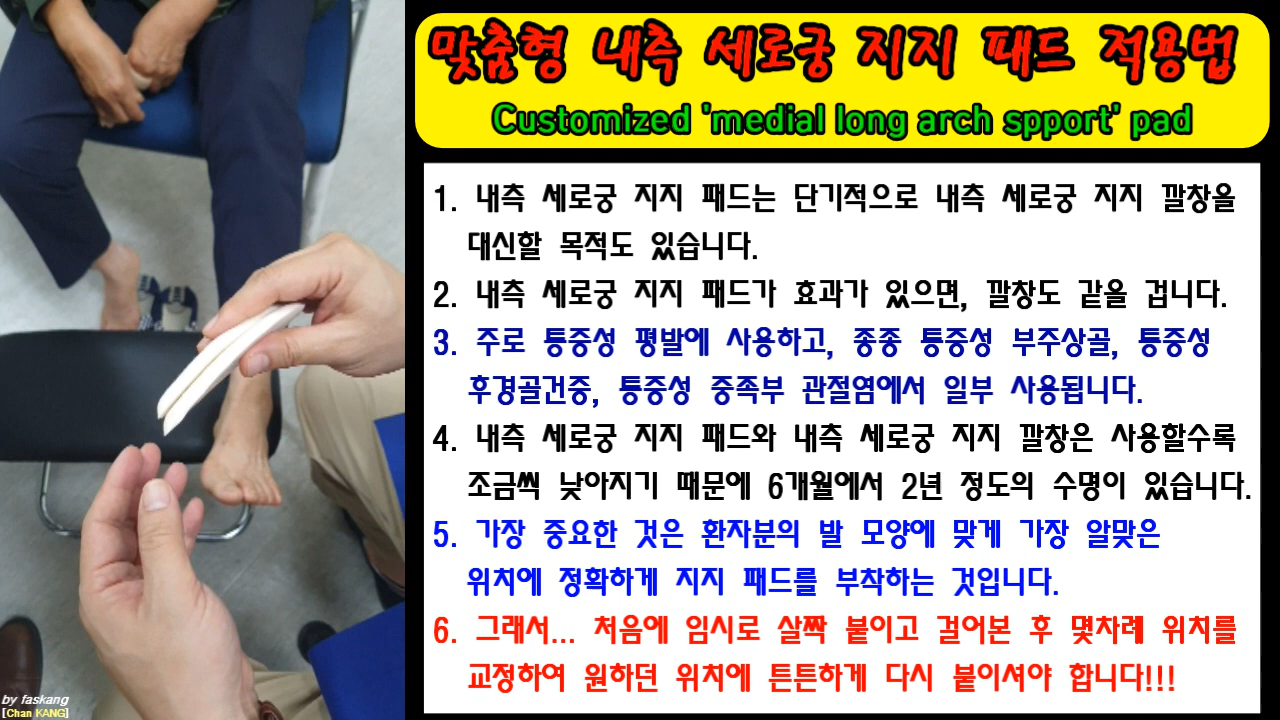 맞춤형 내측 세로궁 지지 패드 적용법
Customized 'medial long arch spport' pad
1. 내측 세로궁 지지 패드는 단기적으로 내측 세로궁 지지 깔창을
대신할 목적도 있습니다.
2. 내측 세로궁 지지 패드가 효과가 있으면, 깔창도 같을 겁니다.
3. 주로 통증성 평발에 사용하고, 종종 통증성 부주상골, 통증성
후경골건증, 통증성 중족부 관절염에서 일부 사용됩니다.
4. 내측 세로궁 지지 패드와 내측 세로궁 지지 깔창은 사용할수록
조금씩 낮아지기 때문에 6개월에서 2년 정도의 수명이 있습니다.
5. 가장 중요한 것은 환자분의 발 모양에 맞게 가장 알맞은
위치에 정확하게 지지 패드를 부착하는 것입니다.
6. 그래서... 처음에 임시로 살짝 붙이고 걸어본 후 몇차례 위치를
교정하여 원하던 위치에 튼튼하게 다시 붙이셔야 합니다!!!
by faskang
[Chan KANG]